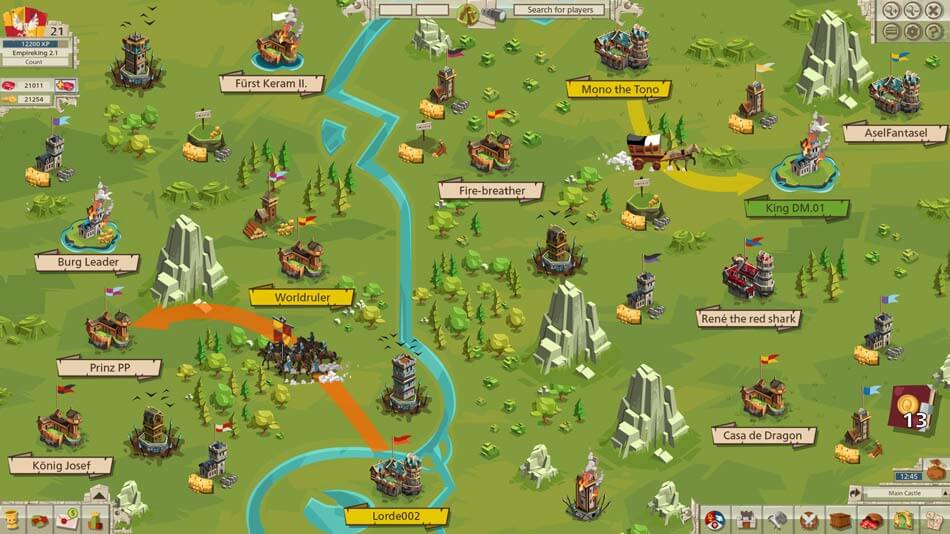 21
12200 XP
Empireking 2.1
Count
21011
21254
Search for players
Fürst Keram II.
Mono the Tono
AselFantasel
Fire-breather
King DM.01
Burg Leader
Worldruler
René the red shark
Prinz PP
13
Casa de Dragon
König Josef
12:45
Main Castle
5
Lorde002